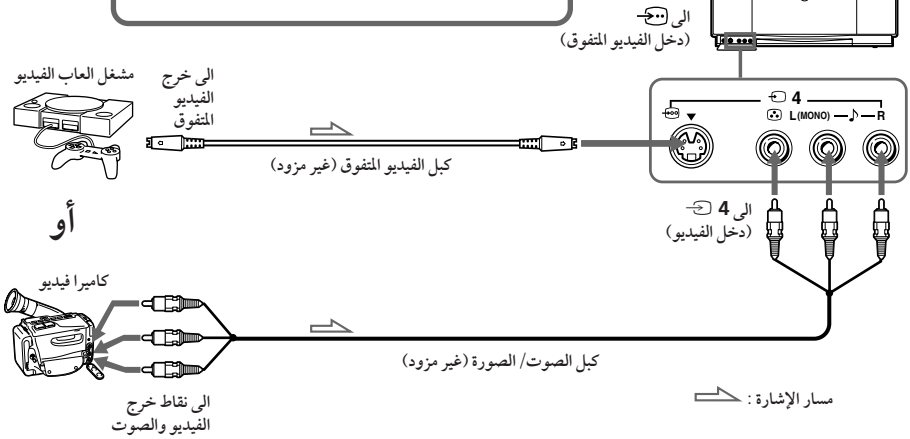 الى
(دخل الفيديو المتفوق)
مشغل العاب الفيديو
الى خرج
الفيديو
المتفوق
كبل الفيديو المتفوق (غير مزود)
4
L(MONO)
R
أو
الى 4
(دخل الفيديو)
كاميرا فيديو
كبل الصوت/ الصورة (غير مزود)
الى نقاط خرج
الفيديو والصوت
مسار الإشارة :